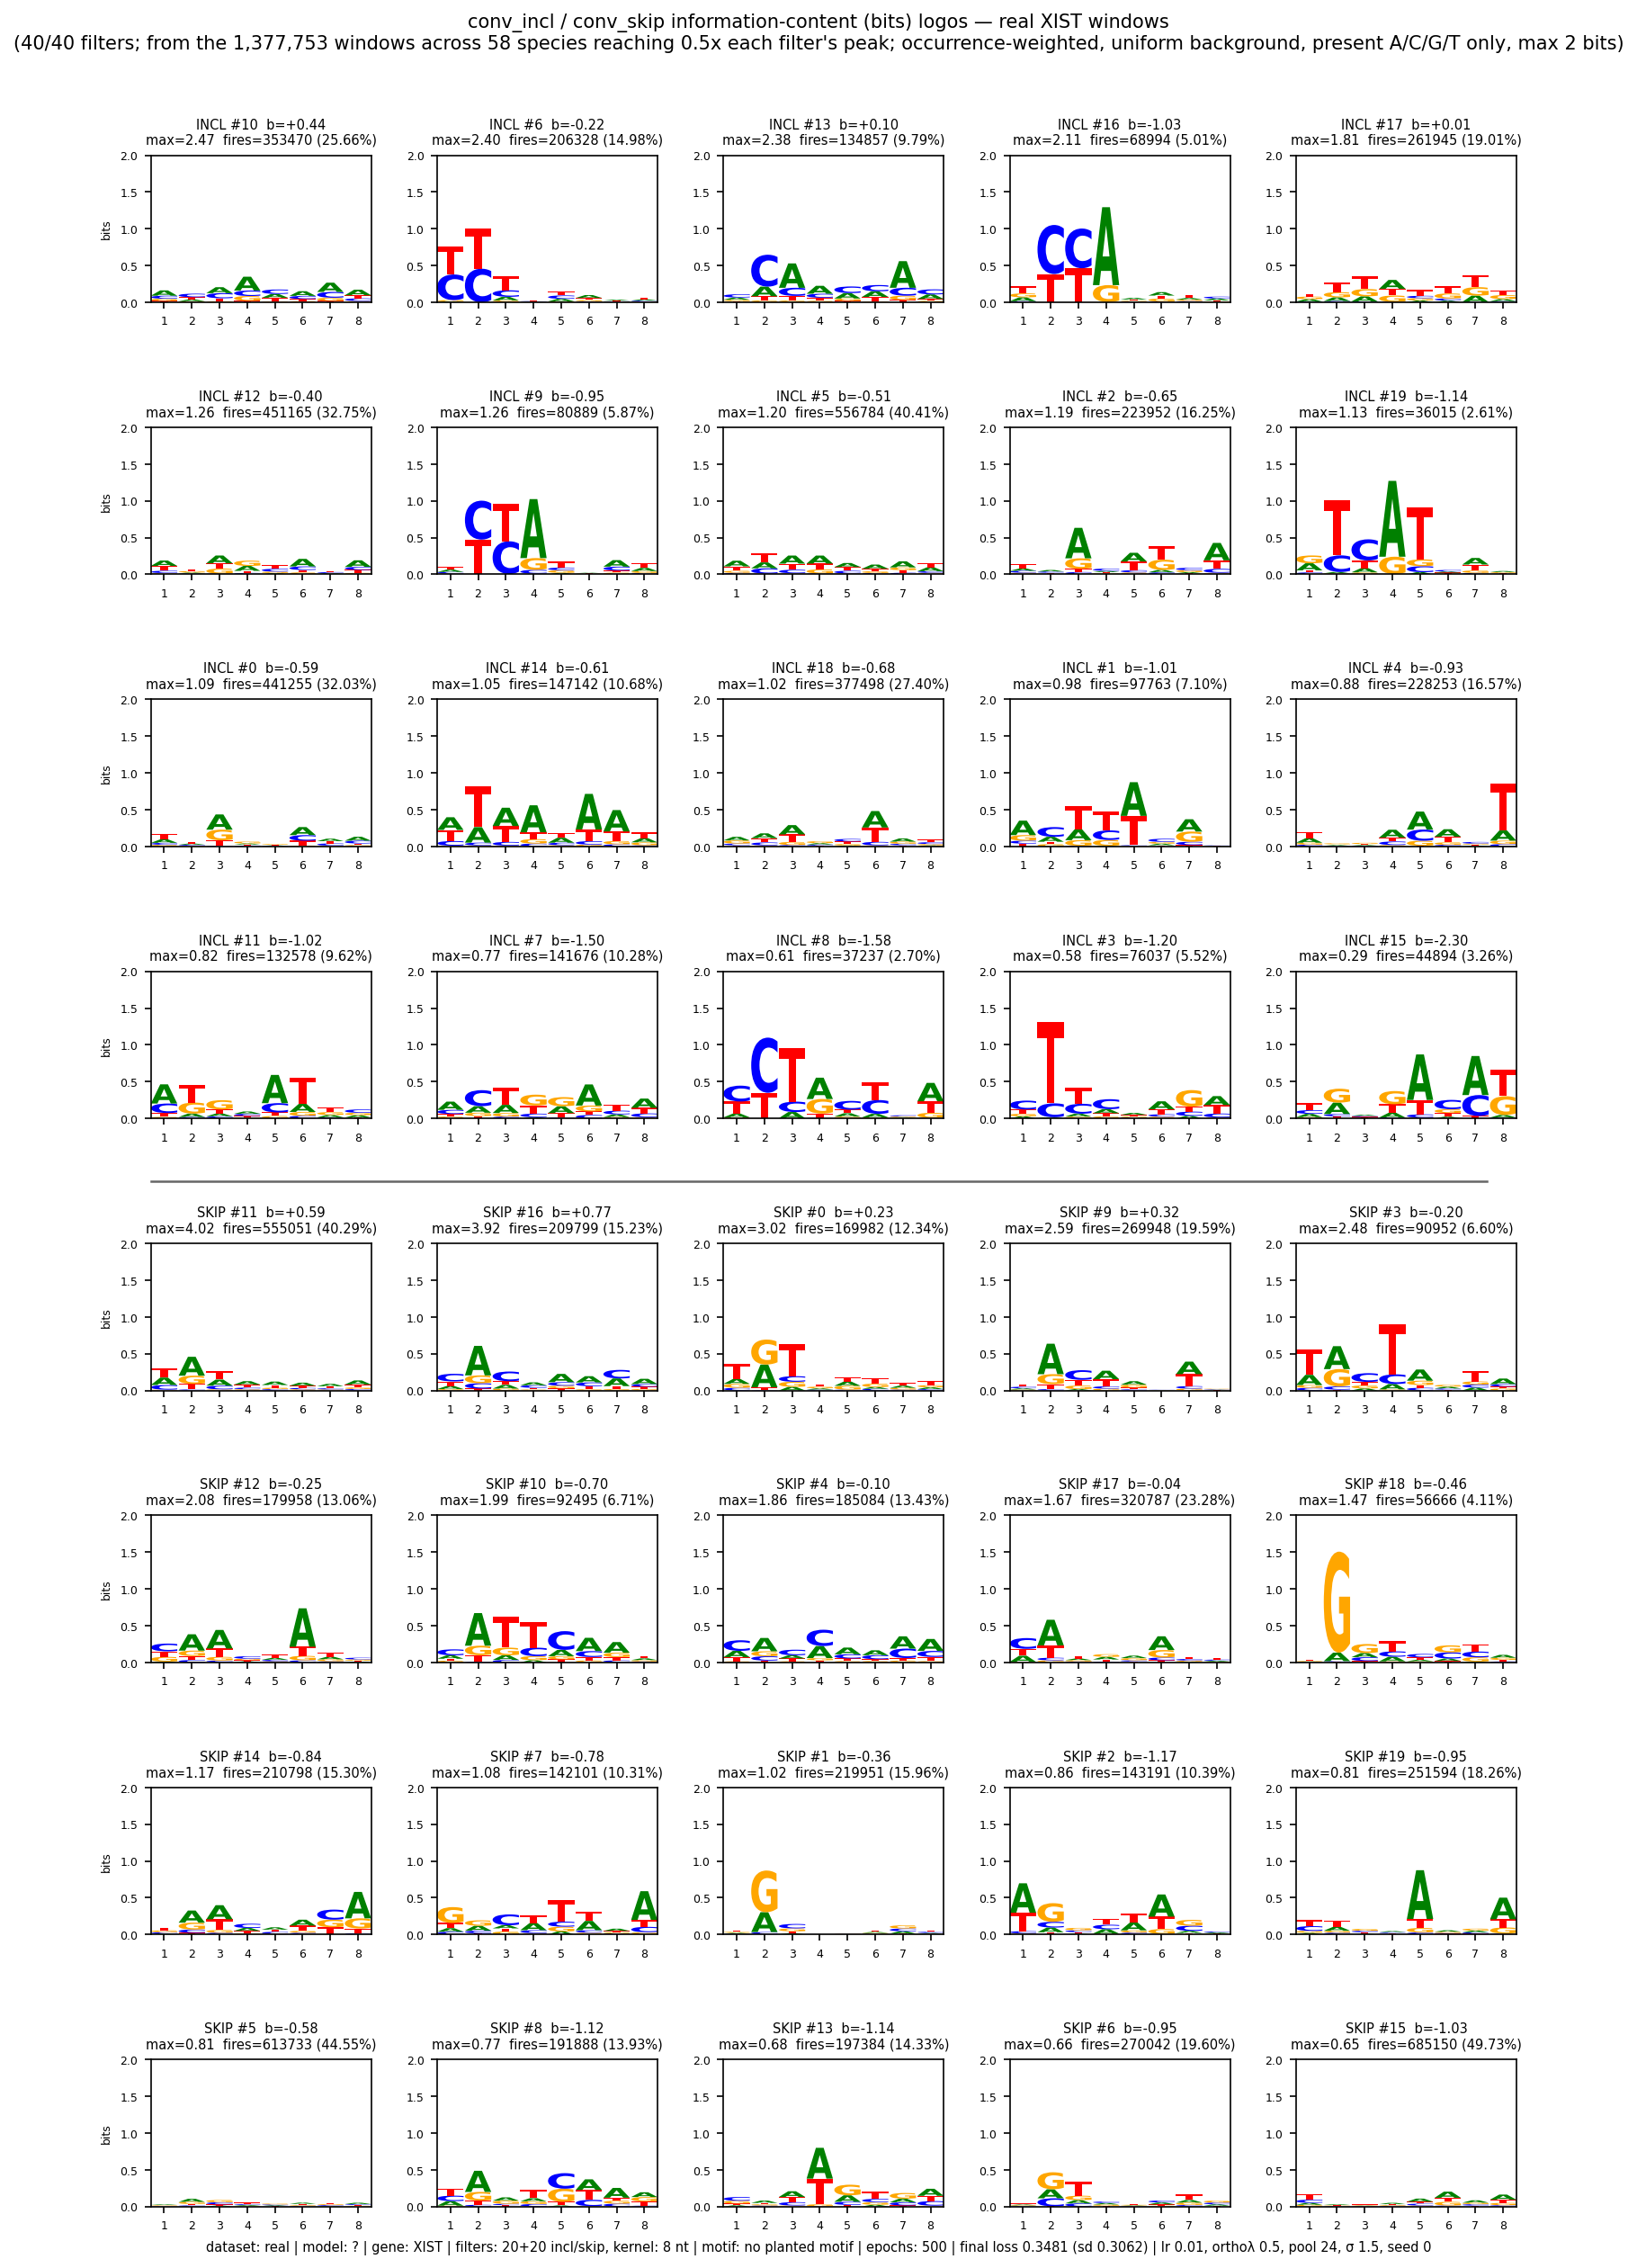 conv_incl / conv_skip information-content (bits) logos — real XIST windows
(40/40 filters; from the 1,377,753 windows across 58 species reaching 0.5x each filter's peak; occurrence-weighted, uniform background, present A/C/G/T only, max 2 bits)
INCL #10 b=+0.44
max=2.47 fires=353470 (25.66%)
INCL #6 b=-0.22
max=2.40 fires=206328 (14.98%)
INCL #13 b=+0.10
max=2.38 fires=134857 (9.79%)
INCL #16 b=-1.03
max=2.11 fires=68994 (5.01%)
INCL #17 b=+0.01
max=1.81 fires=261945 (19.01%)
INCL #12 b=-0.40
max=1.26 fires=451165 (32.75%)
INCL #9 b=-0.95
max=1.26 fires=80889 (5.87%)
INCL #5 b=-0.51
max=1.20 fires=556784 (40.41%)
INCL #2 b=-0.65
max=1.19 fires=223952 (16.25%)
INCL #19 b=-1.14
max=1.13 fires=36015 (2.61%)
INCL #0 b=-0.59
max=1.09 fires=441255 (32.03%)
INCL #14 b=-0.61
max=1.05 fires=147142 (10.68%)
INCL #18 b=-0.68
max=1.02 fires=377498 (27.40%)
INCL #1 b=-1.01
max=0.98 fires=97763 (7.10%)
INCL #4 b=-0.93
max=0.88 fires=228253 (16.57%)
INCL #11 b=-1.02
max=0.82 fires=132578 (9.62%)
INCL #7 b=-1.50
max=0.77 fires=141676 (10.28%)
INCL #8 b=-1.58
max=0.61 fires=37237 (2.70%)
INCL #3 b=-1.20
max=0.58 fires=76037 (5.52%)
INCL #15 b=-2.30
max=0.29 fires=44894 (3.26%)
SKIP #11 b=+0.59
max=4.02 fires=555051 (40.29%)
SKIP #16 b=+0.77
max=3.92 fires=209799 (15.23%)
SKIP #0 b=+0.23
max=3.02 fires=169982 (12.34%)
SKIP #9 b=+0.32
max=2.59 fires=269948 (19.59%)
SKIP #3 b=-0.20
max=2.48 fires=90952 (6.60%)
SKIP #12 b=-0.25
max=2.08 fires=179958 (13.06%)
SKIP #10 b=-0.70
max=1.99 fires=92495 (6.71%)
SKIP #4 b=-0.10
max=1.86 fires=185084 (13.43%)
SKIP #17 b=-0.04
max=1.67 fires=320787 (23.28%)
SKIP #18 b=-0.46
max=1.47 fires=56666 (4.11%)
SKIP #14 b=-0.84
max=1.17 fires=210798 (15.30%)
SKIP #7 b=-0.78
max=1.08 fires=142101 (10.31%)
SKIP #1 b=-0.36
max=1.02 fires=219951 (15.96%)
SKIP #2 b=-1.17
max=0.86 fires=143191 (10.39%)
SKIP #19 b=-0.95
max=0.81 fires=251594 (18.26%)
SKIP #5 b=-0.58
max=0.81 fires=613733 (44.55%)
SKIP #8 b=-1.12
max=0.77 fires=191888 (13.93%)
SKIP #13 b=-1.14
max=0.68 fires=197384 (14.33%)
SKIP #6 b=-0.95
max=0.66 fires=270042 (19.60%)
SKIP #15 b=-1.03
max=0.65 fires=685150 (49.73%)
dataset: real | model: ? | gene: XIST | filters: 20+20 incl/skip, kernel: 8 nt | motif: no planted motif | epochs: 500 | final loss 0.3481 (sd 0.3062) | lr 0.01, orthoλ 0.5, pool 24, σ 1.5, seed 0